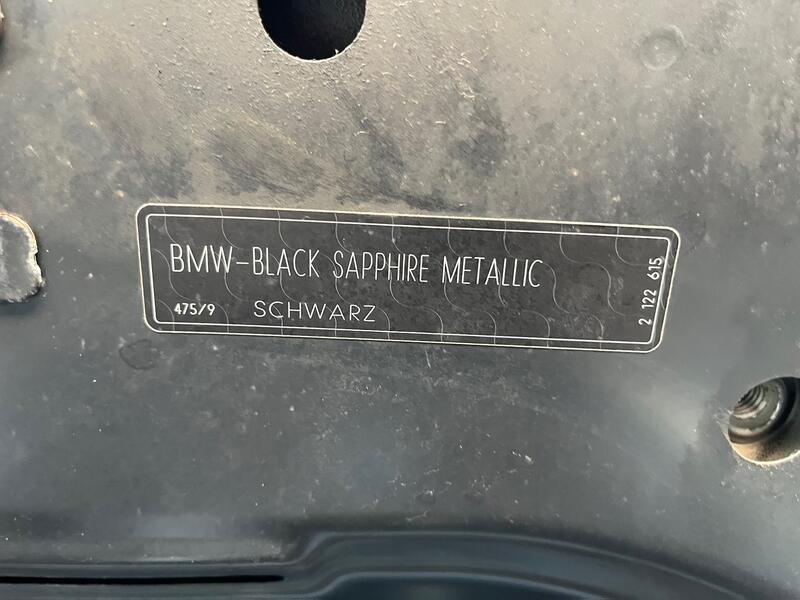 BMW-BLACK SAPPHIRE METALLIC
475/9 SCHWARZ
2 122 615